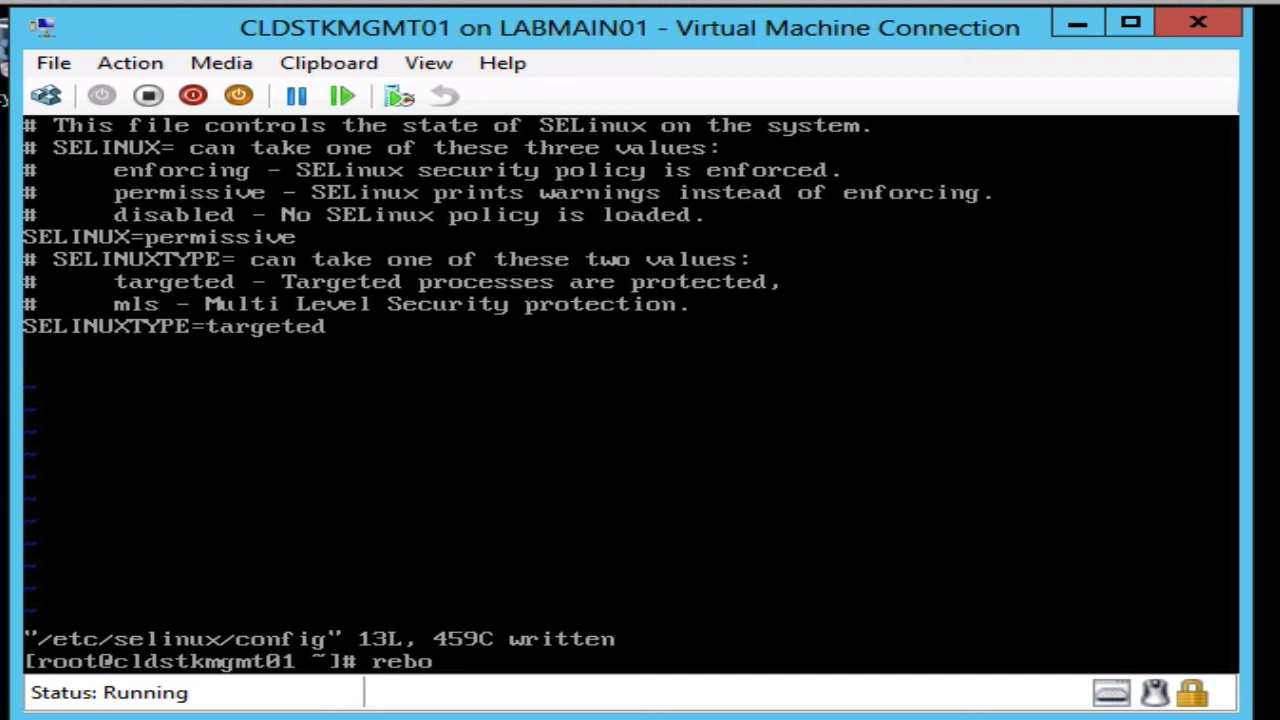 CLDSTKMGMT01 on LABMAIN01 - Virtual Machine Connection
File Action Media Clipboard View Help
# This file controls the state of SELinux on the system.
# SELINUX= can take one of these three values:
#     enforcing - SELinux security policy is enforced.
#     permissive - SELinux prints warnings instead of enforcing.
#     disabled - No SELinux policy is loaded.
SELINUX=permissive
# SELINUXTYPE= can take one of these two values:
#     targeted - Targeted processes are protected,
#     mls - Multi Level Security protection.
SELINUXTYPE=targeted
~
~
~
~
~
~
~
~
~
~
~
"/etc/selinux/config" 13L, 459C written
[root@cldstkmgmt01 ~]# rebo
Status: Running